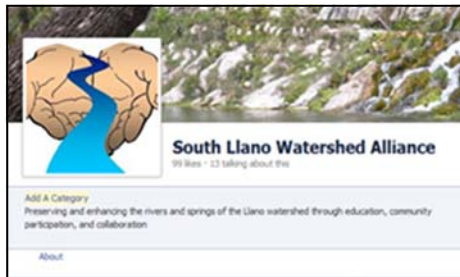 South Llano Watershed Alliance
99 likes · 13 talking about this
Add A Category
Preserving and enhancing the rivers and springs of the Llano watershed through education, community
participation, and collaboration
About